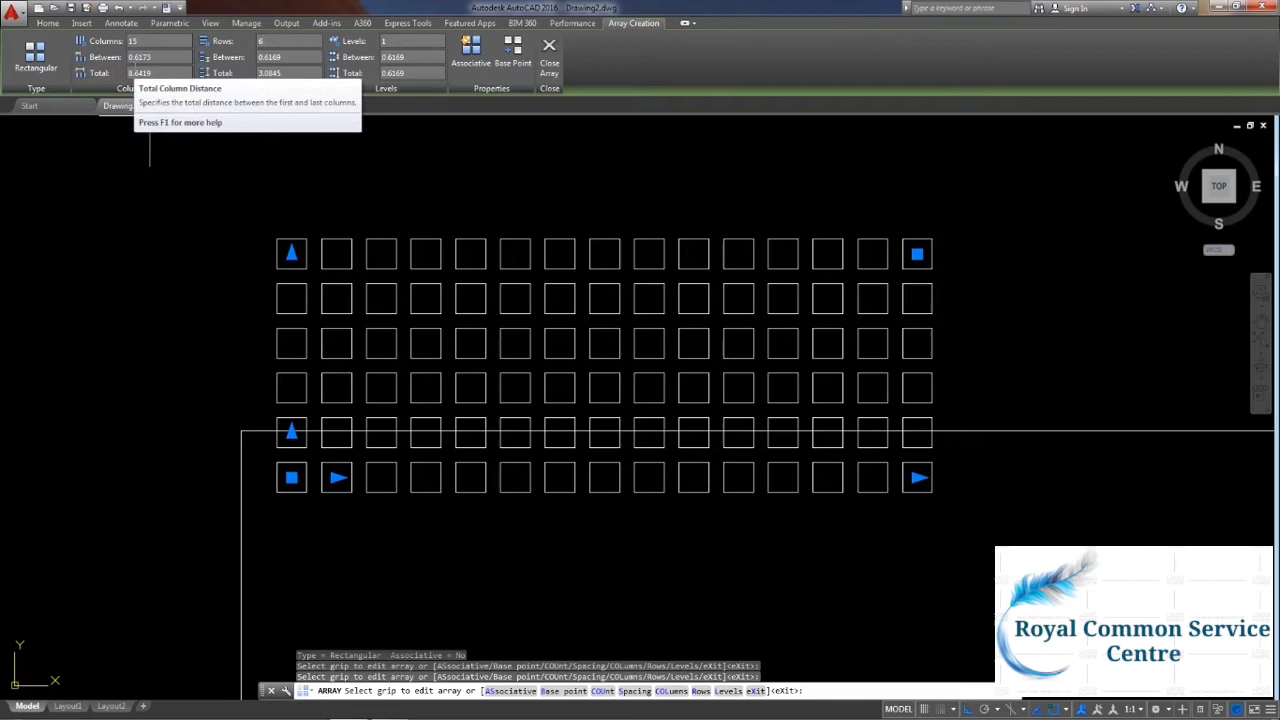 Autodesk AutoCAD 2016 Drawing2.dwg
Type a keyword or phrase
Sign In
Home Insert Annotate Parametric View Manage Output Add-ins A360 Express Tools Featured Apps BIM 360 Performance Array Creation
Columns: 15 Rows: 6 Levels: 1
Between: 0.6173 Between: 0.6169 Between: 0.6169
Total: 8.6419 Total: 3.0845 Total: 0.6169
Rectangular
Associative Base Point Close Array
Type Levels Properties Close
Total Column Distance
Specifies the total distance between the first and last columns.
Press F1 for more help
Start Drawing
N
W TOP E
S
WCS
Y
X
Type = Rectangular Associative = No
Select grip to edit array or [ASsociative/Base point/COUnt/Spacing/COLumns/Rows/Levels/eXit]<eXit>:
Select grip to edit array or [ASsociative/Base point/COUnt/Spacing/COLumns/Rows/Levels/eXit]<eXit>:
ARRAY Select grip to edit array or [ASsociative Base point COUnt Spacing COLumns Rows Levels eXit]<eXit>:
Model Layout1 Layout2 +
MODEL 1:1
Royal Common Service
Centre